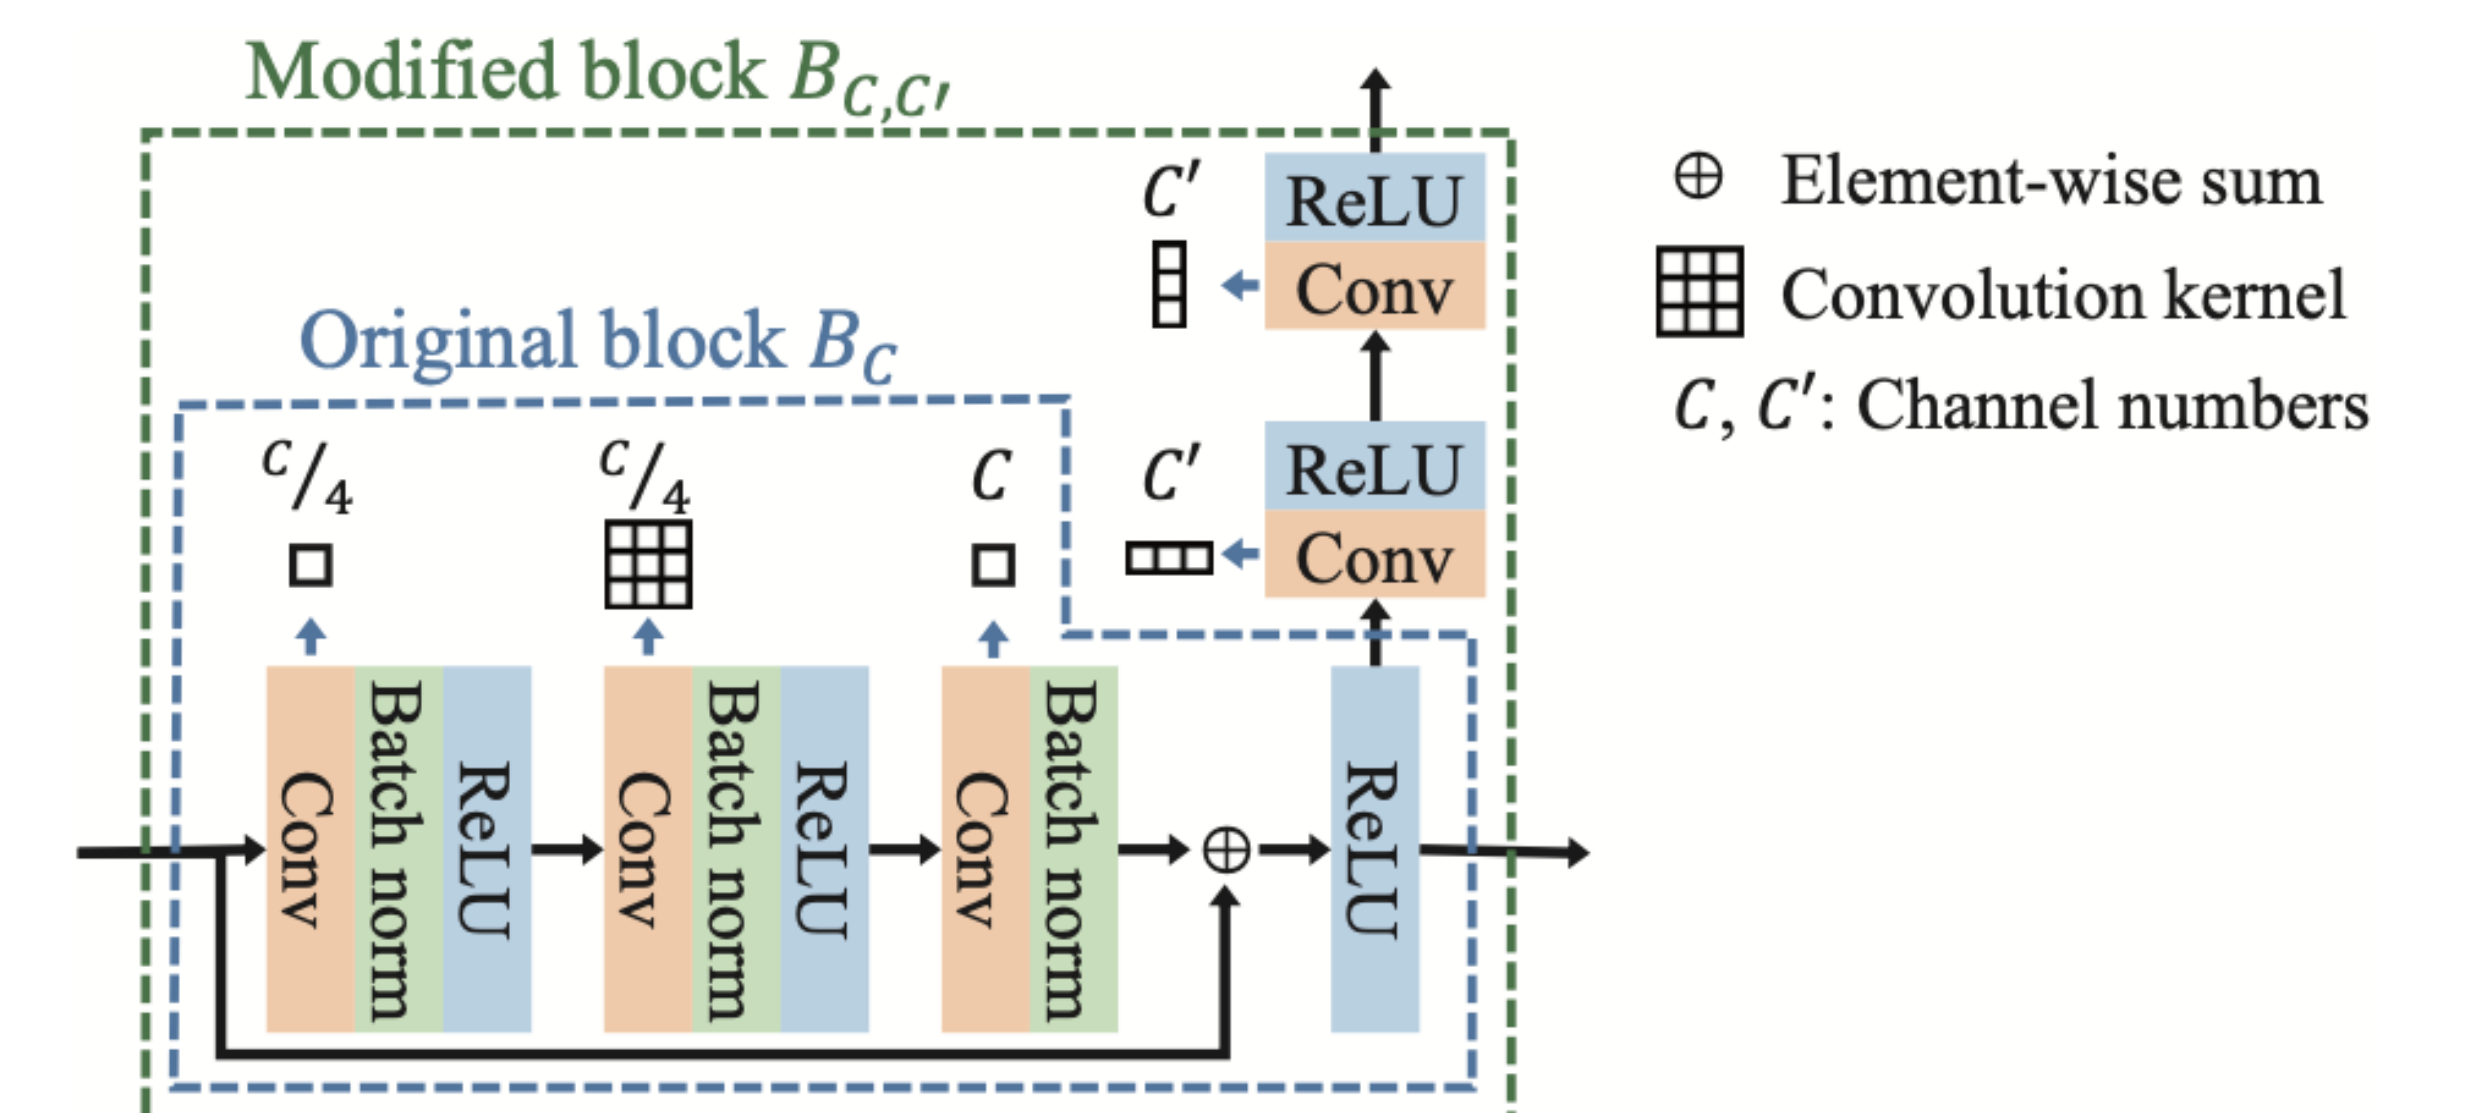 Modified block B_{C,C′}
C′
ReLU
Conv
Original block B_C
C/4
C/4
C
C′
ReLU
Conv
Conv
Batch norm
ReLU
Conv
Batch norm
ReLU
Conv
Batch norm
ReLU
⊕ Element-wise sum
Convolution kernel
C, C′: Channel numbers